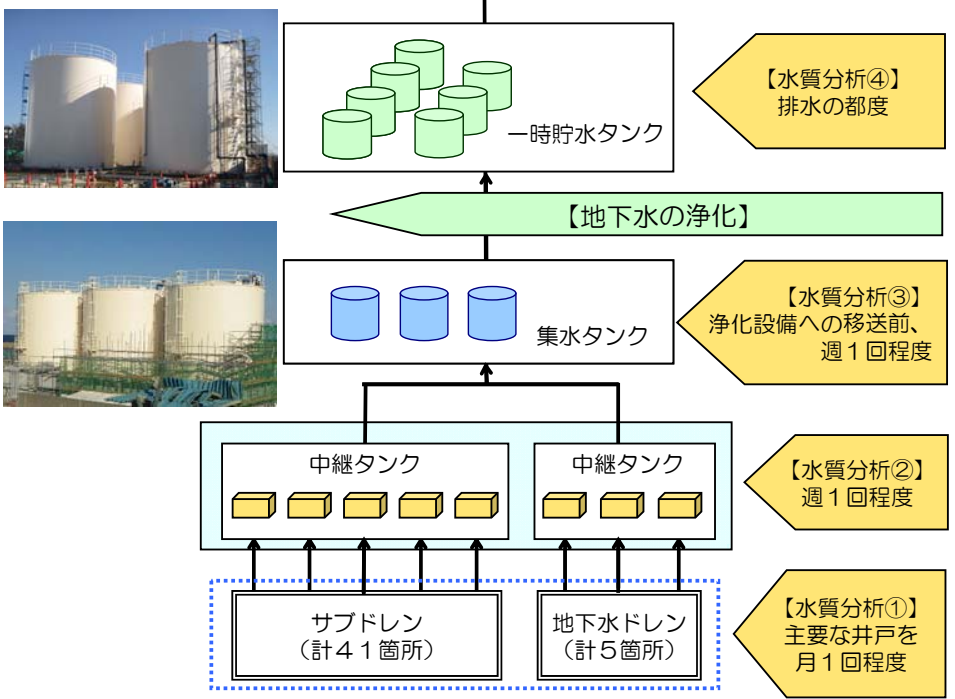 【水質分析④】
排水の都度
一時貯水タンク
【地下水の浄化】
【水質分析③】
浄化設備への移送前、
週１回程度
集水タンク
中継タンク
中継タンク
【水質分析②】
週１回程度
サブドレン
（計４１箇所）
地下水ドレン
（計５箇所）
【水質分析①】
主要な井戸を
月１回程度